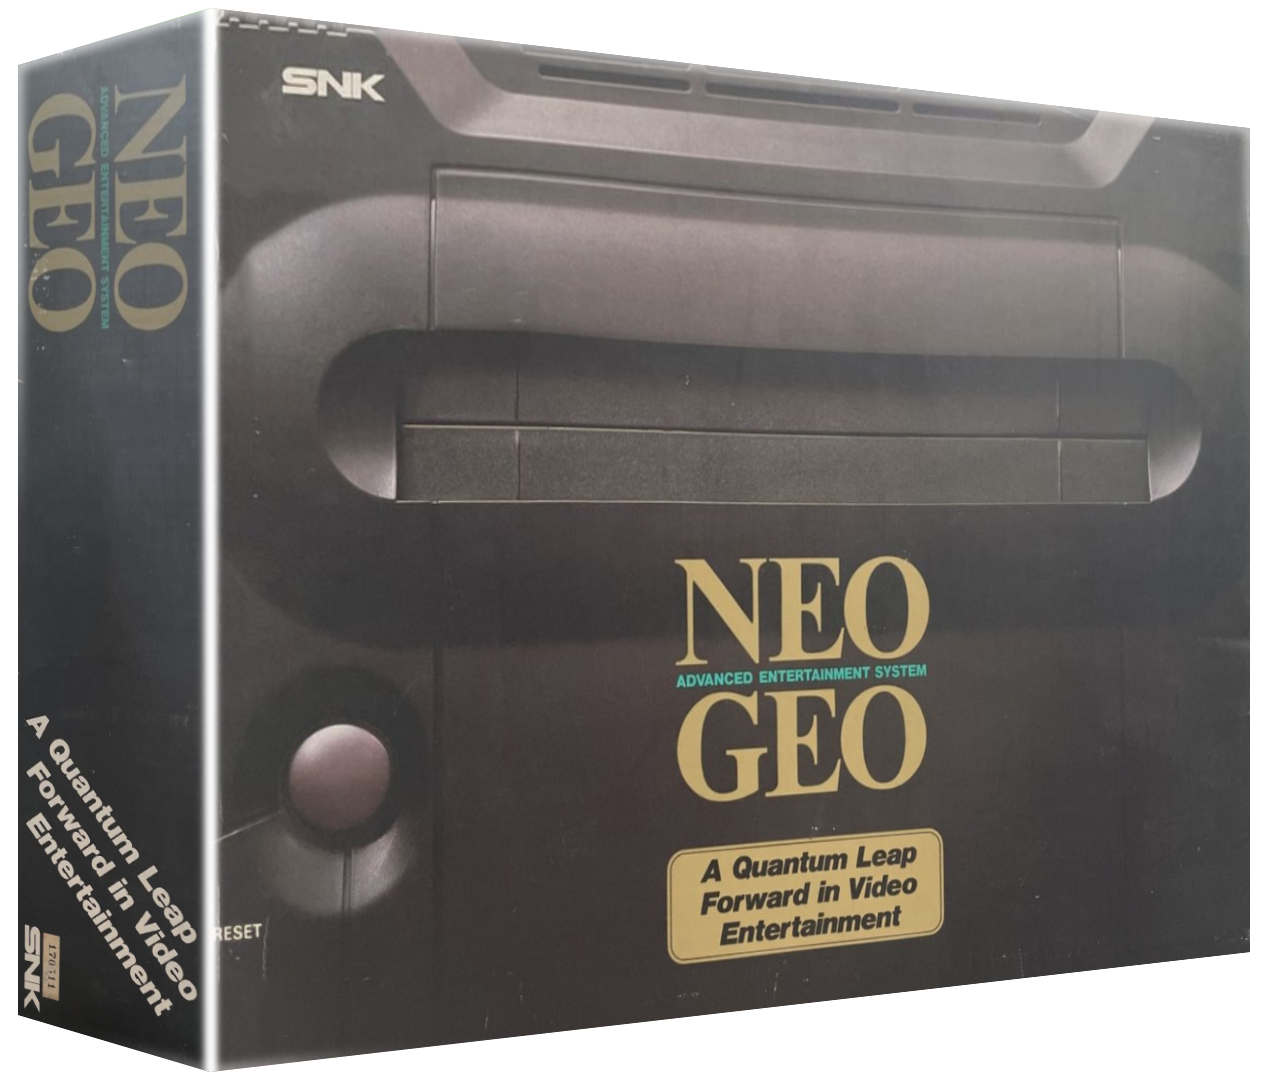 NEO
ADVANCED ENTERTAINMENT SYSTEM
GEO
A Quantum Leap
Forward in Video
Entertainment
SNK
SNK
NEO
ADVANCED ENTERTAINMENT SYSTEM
GEO
A Quantum Leap
Forward in Video
Entertainment
RESET